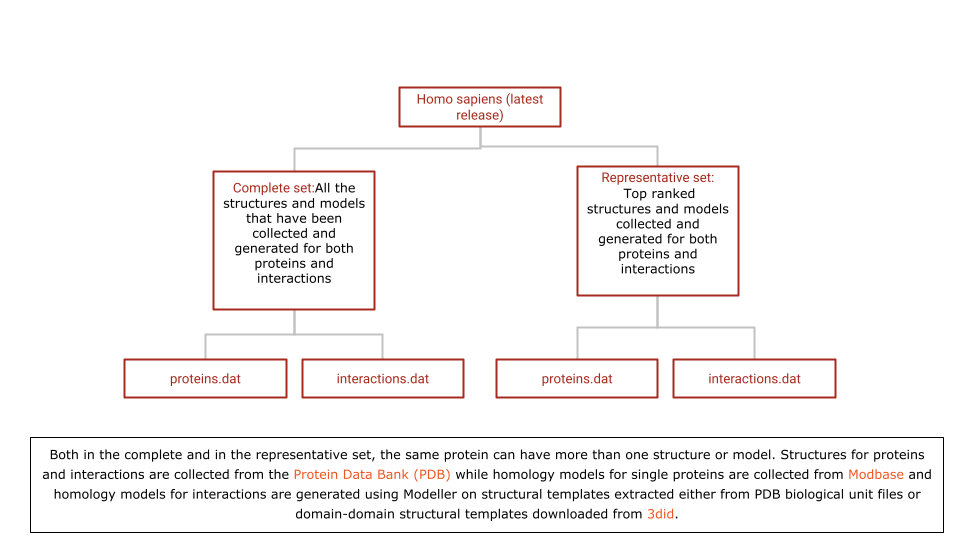 Homo sapiens (latest
release)
Complete set:All the
structures and models
that have been
collected and
generated for both
proteins and
interactions
Representative set:
Top ranked
structures and models
collected and
generated for both
proteins and
interactions
proteins.dat
interactions.dat
proteins.dat
interactions.dat
Both in the complete and in the representative set, the same protein can have more than one structure or model. Structures for proteins
and interactions are collected from the Protein Data Bank (PDB) while homology models for single proteins are collected from Modbase and
homology models for interactions are generated using Modeller on structural templates extracted either from PDB biological unit files or
domain-domain structural templates downloaded from 3did.